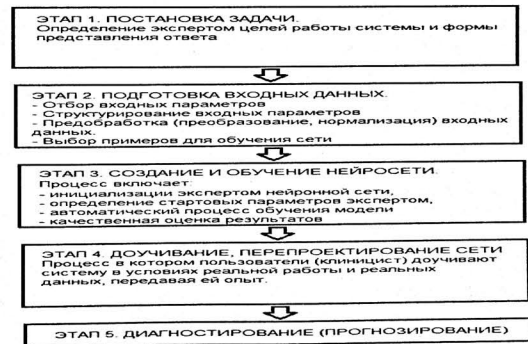 ЭТАП 1. ПОСТАНОВКА ЗАДАЧИ.
Определение экспертом целей работы системы и формы
представления ответа
ЭТАП 2. ПОДГОТОВКА ВХОДНЫХ ДАННЫХ.
- Отбор входных параметров
- Структурирование входных параметров
- Предобработка (преобразование, нормализация) входных
данных.
- Выбор примеров для обучения сети
ЭТАП 3. СОЗДАНИЕ И ОБУЧЕНИЕ НЕЙРОСЕТИ.
Процесс включает:
- инициализации экспертом нейронной сети,
- определение стартовых параметров экспертом,
- автоматический процесс обучения модели
- качественная оценка результатов
ЭТАП 4. ДОУЧИВАНИЕ, ПЕРЕПРОЕКТИРОВАНИЕ СЕТИ
Процесс в котором пользователи (клиницист) доучивают
систему в условиях реальной работы и реальных
данных, передавая ей опыт.
ЭТАП 5. ДИАГНОСТИРОВАНИЕ (ПРОГНОЗИРОВАНИЕ)